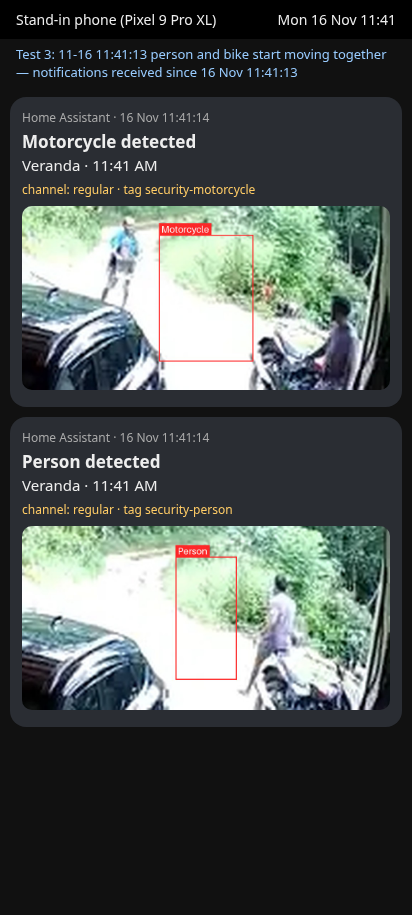 Stand-in phone (Pixel 9 Pro XL) Mon 16 Nov 11:41
Test 3: 11-16 11:41:13 person and bike start moving together
— notifications received since 16 Nov 11:41:13
Home Assistant · 16 Nov 11:41:14
Motorcycle detected
Veranda · 11:41 AM
channel: regular · tag security-motorcycle
Motorcycle
Home Assistant · 16 Nov 11:41:14
Person detected
Veranda · 11:41 AM
channel: regular · tag security-person
Person